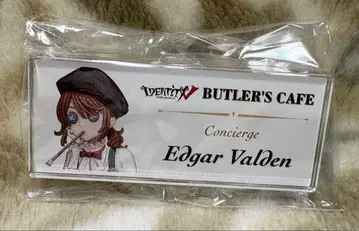 IDENTITY V BUTLER'S CAFE
Concierge
Edgar Valden